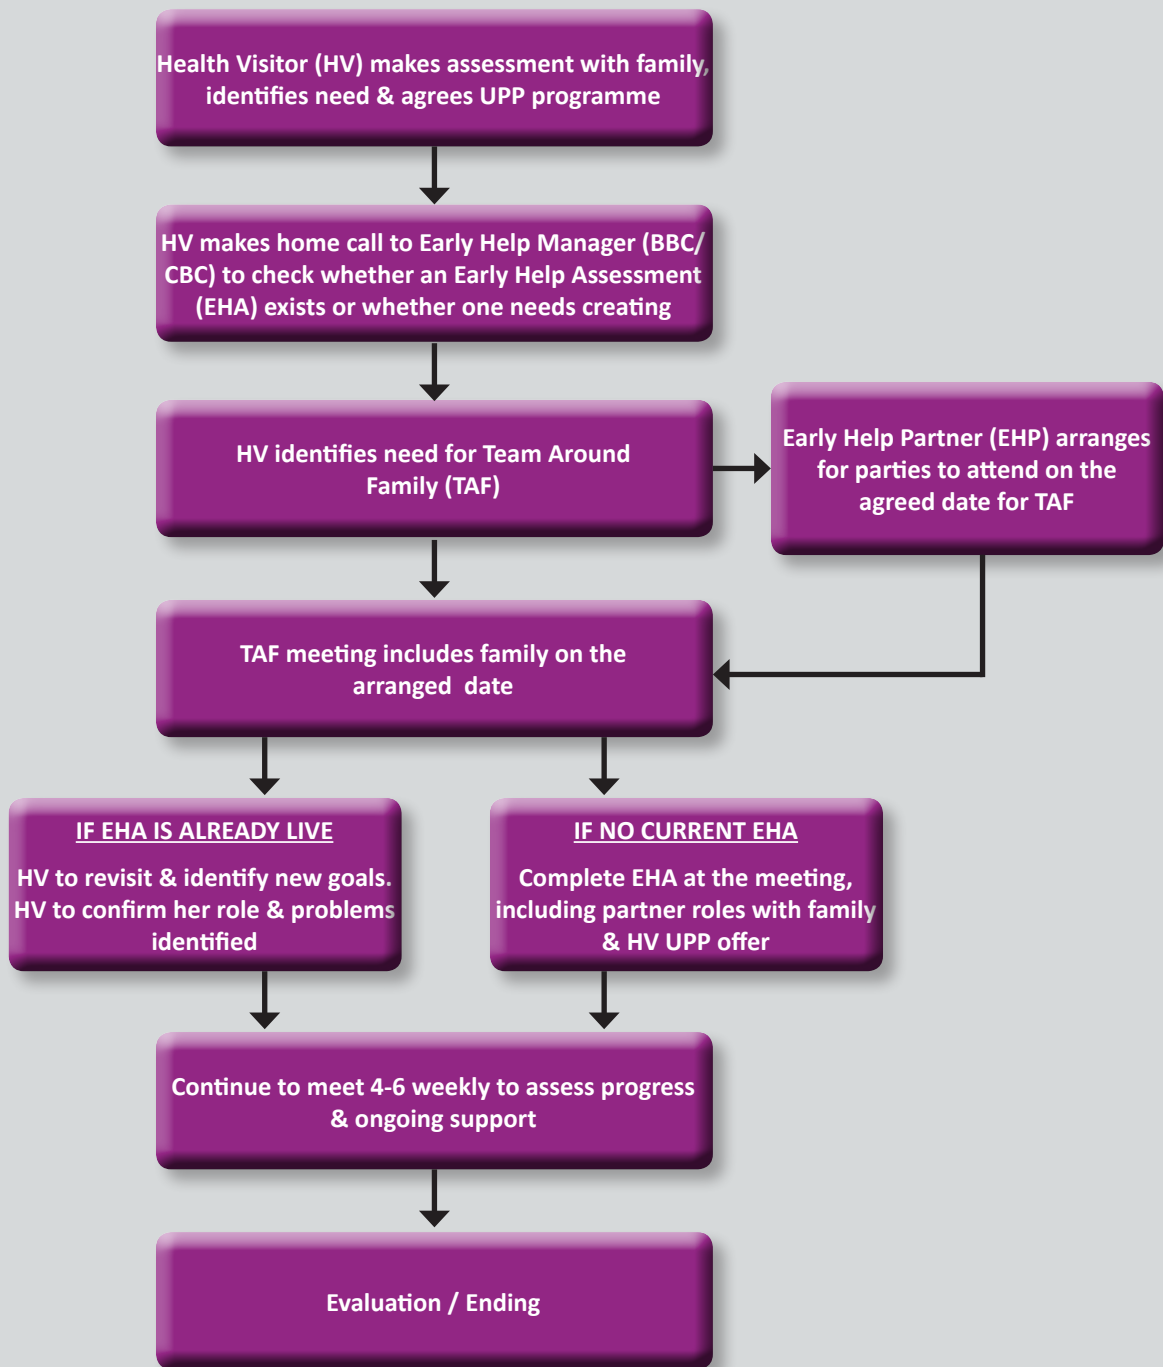 Health Visitor (HV) makes assessment with family,
identifies need & agrees UPP programme
HV makes home call to Early Help Manager (BBC/
CBC) to check whether an Early Help Assessment
(EHA) exists or whether one needs creating
HV identifies need for Team Around
Family (TAF)
Early Help Partner (EHP) arranges
for parties to attend on the
agreed date for TAF
TAF meeting includes family on the
arranged date
IF EHA IS ALREADY LIVE
HV to revisit & identify new goals.
HV to confirm her role & problems
identified
IF NO CURRENT EHA
Complete EHA at the meeting,
including partner roles with family
& HV UPP offer
Continue to meet 4-6 weekly to assess progress
& ongoing support
Evaluation / Ending